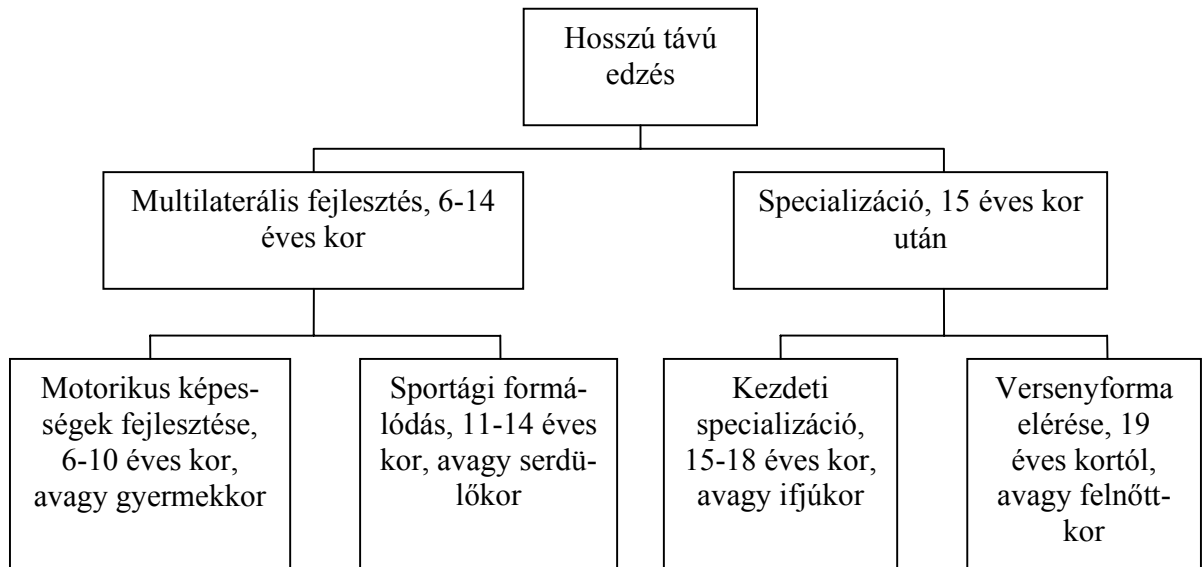 Hosszú távú
edzés
Multilaterális fejlesztés, 6-14
éves kor
Specializáció, 15 éves kor
után
Motorikus képes-
ségek fejlesztése,
6-10 éves kor,
avagy gyermekkor
Sportági formá-
lódás, 11-14 éves
kor, avagy serdü-
lőkor
Kezdeti
specializáció,
15-18 éves kor,
avagy ifjúkor
Versenyforma
elérése, 19
éves kortól,
avagy felnőtt-
kor